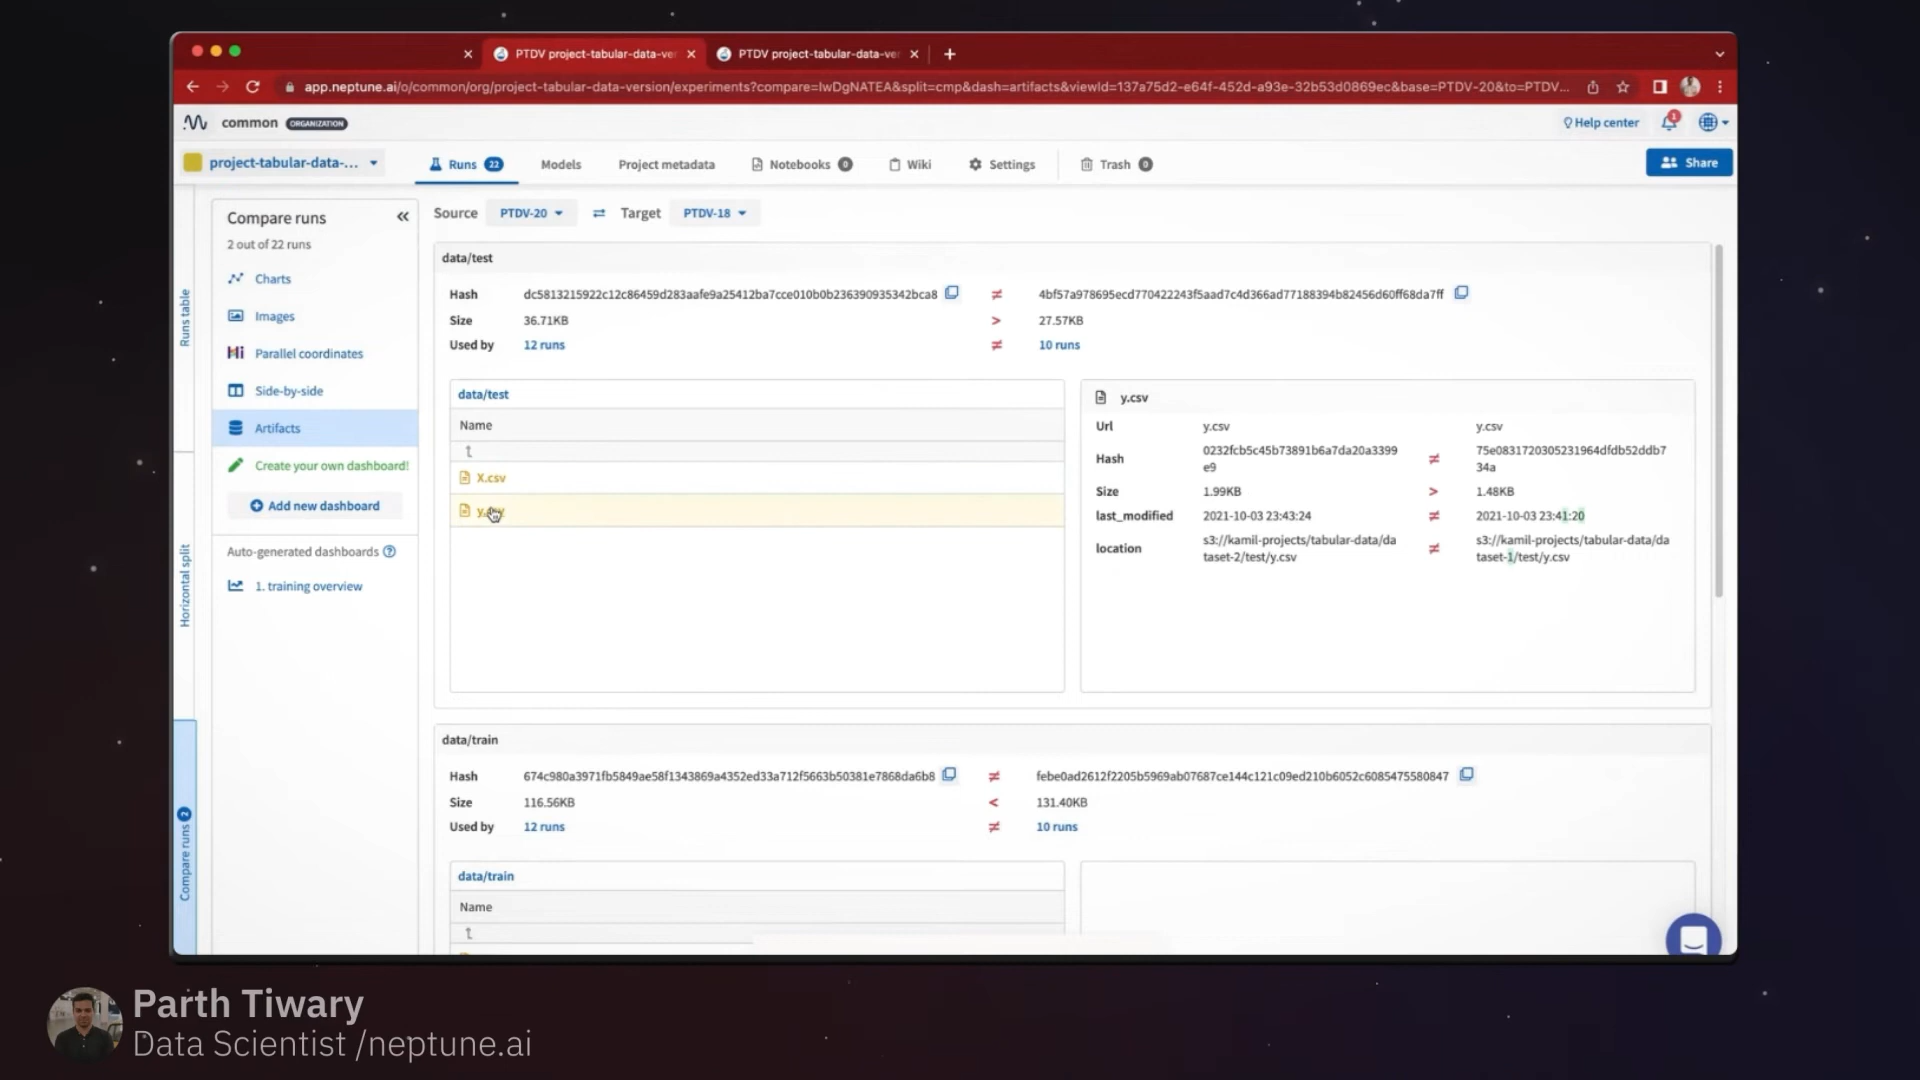 PTDV project-tabular-data-ve
PTDV project-tabular-data-ve
app.neptune.ai/o/common/org/project-tabular-data-version/experiments?compare=IwDgNATEA&split=cmp&dash=artifacts&viewId=137a75d2-e64f-452d-a93e-32b53d0869ec&base=PTDV-20&to=PTDV...
common ORGANIZATION
Help center 1
project-tabular-data-...
Runs 22 Models Project metadata Notebooks 0 Wiki Settings Trash 0
Share
Runs table
Horizontal split
Compare runs 2
Compare runs
2 out of 22 runs
Charts
Images
Parallel coordinates
Side-by-side
Artifacts
Create your own dashboard!
Add new dashboard
Auto-generated dashboards
1. training overview
Source PTDV-20 Target PTDV-18
data/test
Hash dc5813215922c12c86459d283aafe9a25412ba7cce010b0b236390935342bca8 ≠ 4bf57a978695ecd770422243f5aad7c4d366ad77188394b82456d60ff68da7ff
Size 36.71KB > 27.57KB
Used by 12 runs ≠ 10 runs
data/test
Name
X.csv
y.csv
Url y.csv y.csv
Hash 0232fcb5c45b73891b6a7da20a3399 ≠ 75e0831720305231964dfdb52ddb7
e9 34a
Size 1.99KB > 1.48KB
last_modified 2021-10-03 23:43:24 ≠ 2021-10-03 23:41:20
location s3://kamil-projects/tabular-data/da ≠ s3://kamil-projects/tabular-data/da
taset-2/test/y.csv taset-1/test/y.csv
data/train
Hash 674c980a3971fb5849ae58f1343869a4352ed33a712f5663b50381e7868da6b8 ≠ febe0ad2612f2205b5969ab07687ce144c121c09ed210b6052c6085475580847
Size 116.56KB < 131.40KB
Used by 12 runs ≠ 10 runs
data/train
Name
Parth Tiwary
Data Scientist /neptune.ai